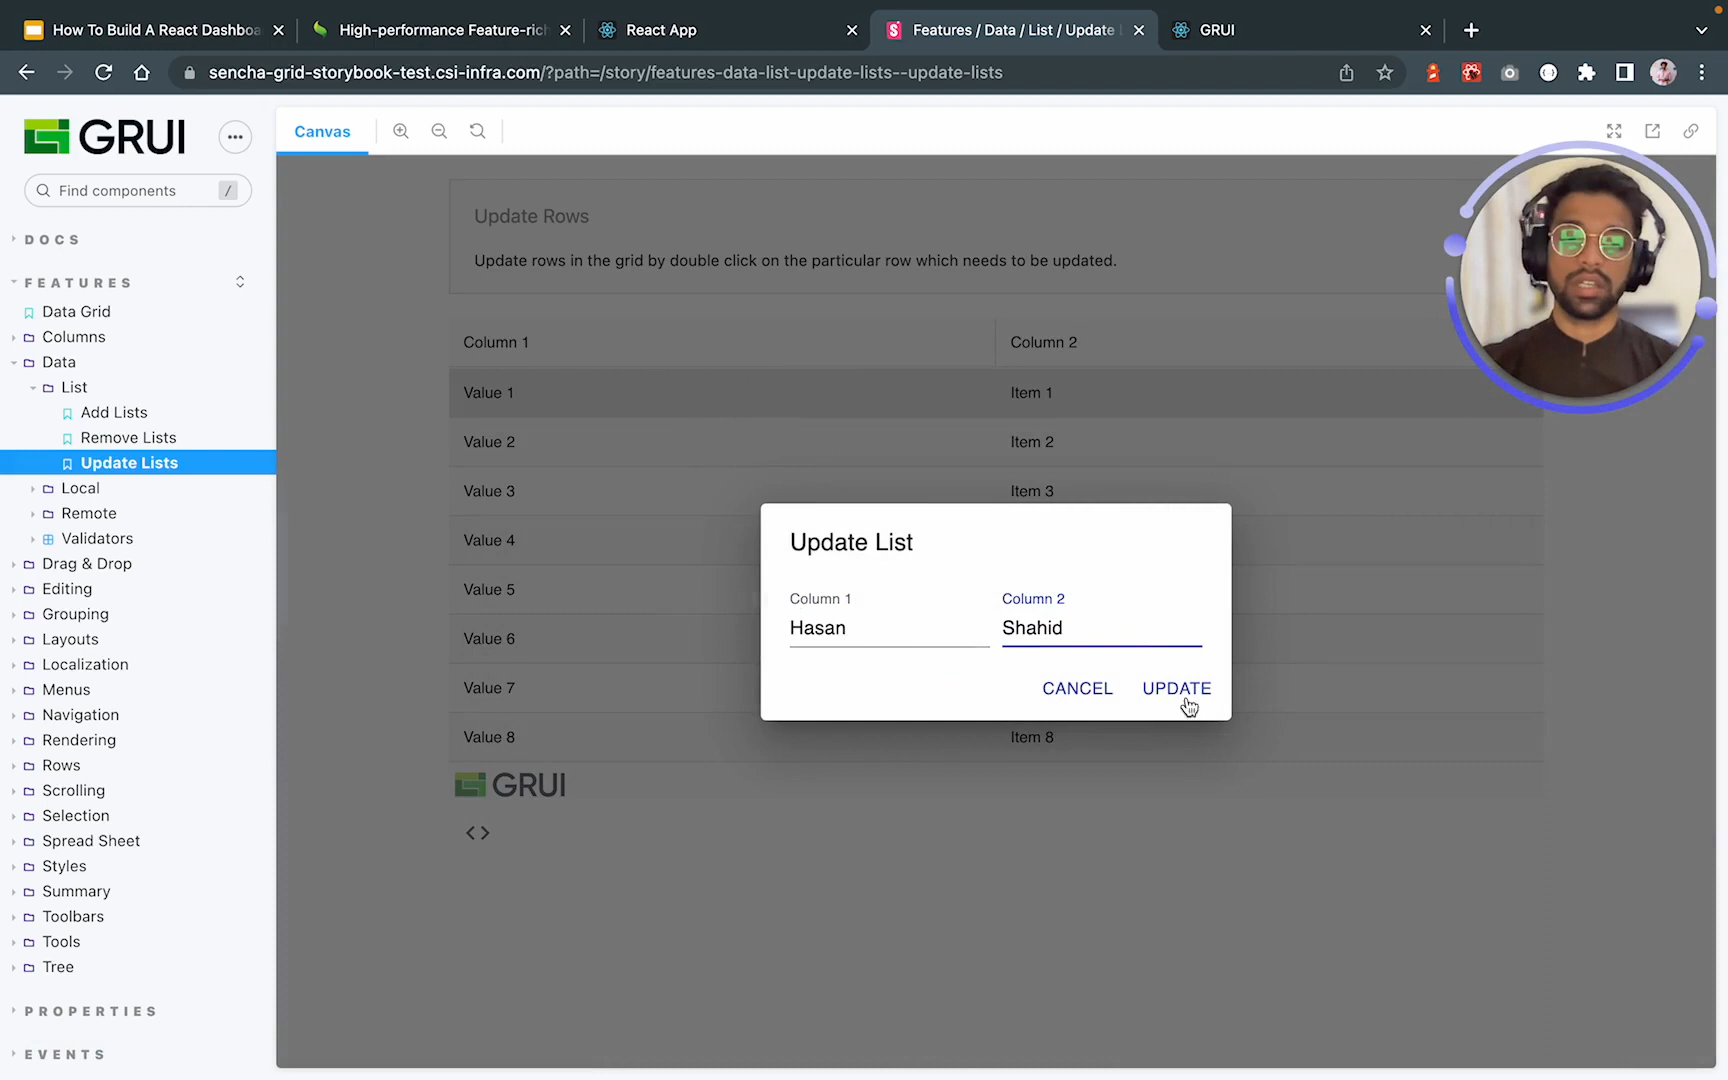 How To Build A React Dashboa
High-performance Feature-rich
React App
Features / Data / List / Update
GRUI
sencha-grid-storybook-test.csi-infra.com/?path=/story/features-data-list-update-lists--update-lists
GRUI
Find components
/
DOCS
FEATURES
Data Grid
Columns
Data
List
Add Lists
Remove Lists
Update Lists
Local
Remote
Validators
Drag & Drop
Editing
Grouping
Layouts
Localization
Menus
Navigation
Rendering
Rows
Scrolling
Selection
Spread Sheet
Styles
Summary
Toolbars
Tools
Tree
PROPERTIES
EVENTS
Canvas
Update Rows
Update rows in the grid by double click on the particular row which needs to be updated.
Column 1 Column 2
Value 1 Item 1
Value 2 Item 2
Value 3 Item 3
Value 4
Value 5
Value 6
Value 7
Value 8 Item 8
GRUI
Update List
Column 1 Column 2
Hasan Shahid
CANCEL UPDATE